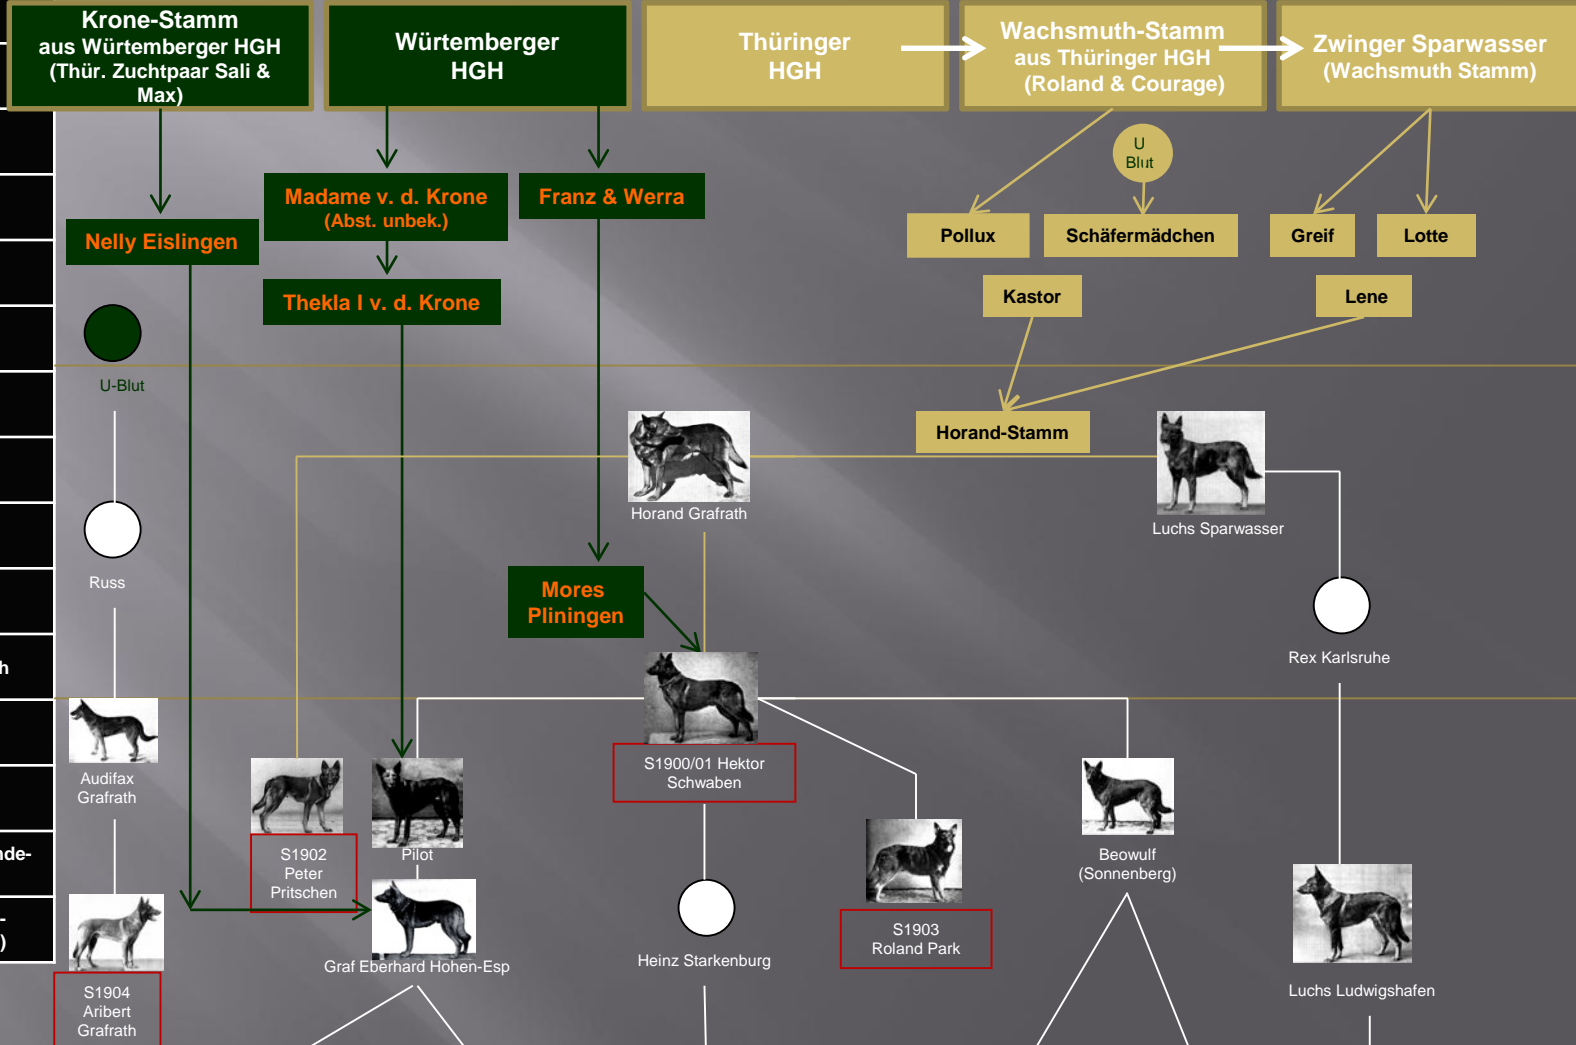 Krone-Stamm
aus Würtemberger HGH
(Thür. Zuchtpaar Sali &
Max)
Würtemberger
HGH
Thüringer
HGH
Wachsmuth-Stamm
aus Thüringer HGH
(Roland & Courage)
Zwinger Sparwasser
(Wachsmuth Stamm)
U
Blut
Madame v. d. Krone
(Abst. unbek.)
Franz & Werra
Nelly Eislingen
Pollux
Schäfermädchen
Greif
Lotte
Thekla I v. d. Krone
Kastor
Lene
U-Blut
Horand-Stamm
Horand Grafrath
Luchs Sparwasser
Russ
Mores
Pliningen
Rex Karlsruhe
h
Audifax
Grafrath
S1900/01 Hektor
Schwaben
S1902
Peter
Pritschen
Pilot
Beowulf
(Sonnenberg)
nde-
-
)
S1903
Roland Park
Graf Eberhard Hohen-Esp
Heinz Starkenburg
Luchs Ludwigshafen
S1904
Aribert
Grafrath